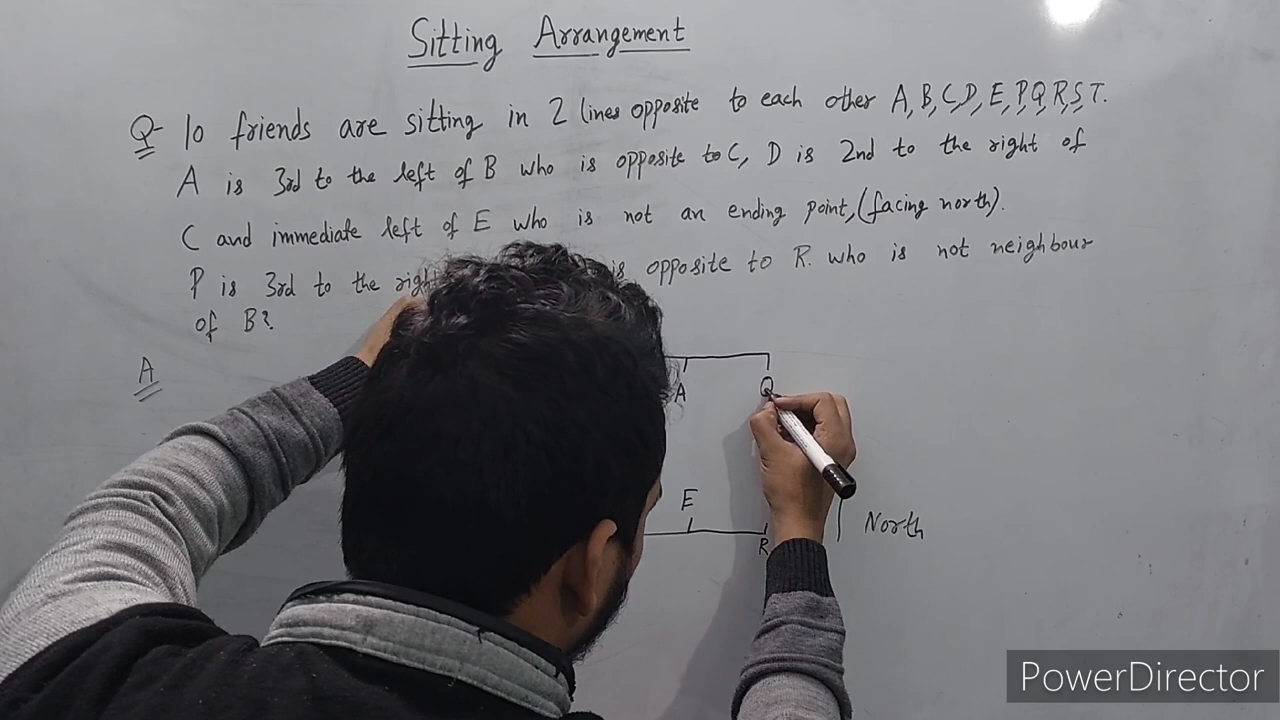 Sitting Arrangement
Q- 10 friends are sitting in 2 lines opposite to each other A, B, C, D, E, P, Q, R, S, T.
A is 3rd to the left of B who is opposite to C, D is 2nd to the right of
C and immediate left of E who is not an ending point, (facing north).
P is 3rd to the right is opposite to R. who is not neighbour
of B?
A
A Q
E
R
North
PowerDirector